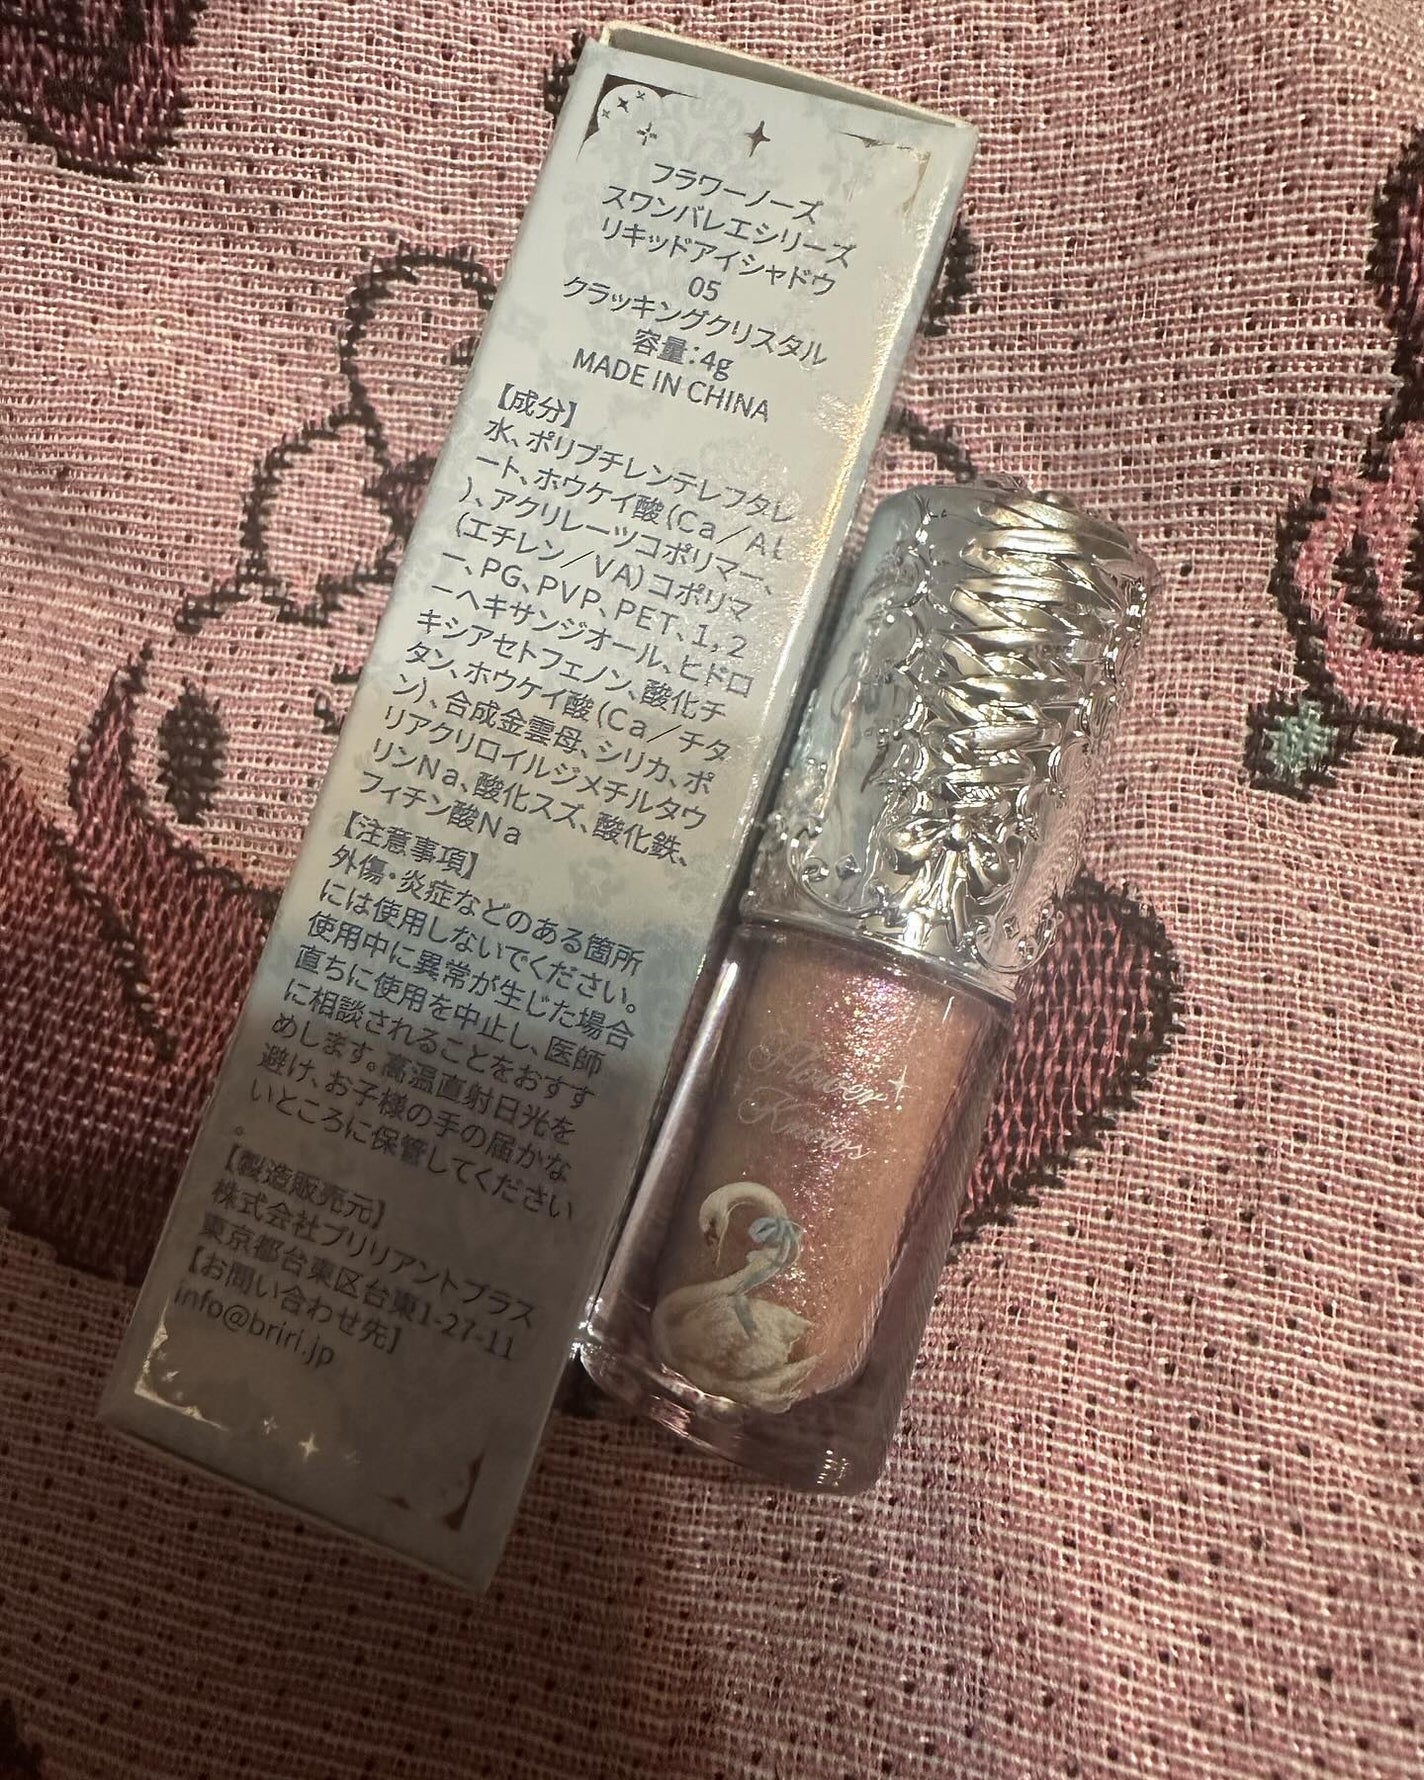 フラワーノーズ
スワンバレエシリーズ
リキッドアイシャドウ
05
クラッキングクリスタル
容量:4g
MADE IN CHINA
【成分】
水、ポリブチレンテレフタレ
ート、ホウケイ酸(Ca/Al
)、アクリレーツコポリマー、
(エチレン/VA)コポリマ
ー、PG、PVP、PET、1,2
ーヘキサンジオール、ヒドロ
キシアセトフェノン、酸化チ
タン、ホウケイ酸(Ca/チタ
ン)、合成金雲母、シリカ、ポ
リアクリロイルジメチルタウ
リンNa、酸化スズ、酸化鉄、
フィチン酸Na
【注意事項】
外傷・炎症などのある箇所
には使用しないでください。
使用中に異常が生じた場合
直ちに使用を中止し、医師
に相談されることをおすす
めします。高温直射日光を
避け、お子様の手の届かな
いところに保管してください
。
【製造販売元】
株式会社ブリリアントプラス
東京都台東区台東1-27-11
【お問い合わせ先】
info@briri.jp
Flower
Knows